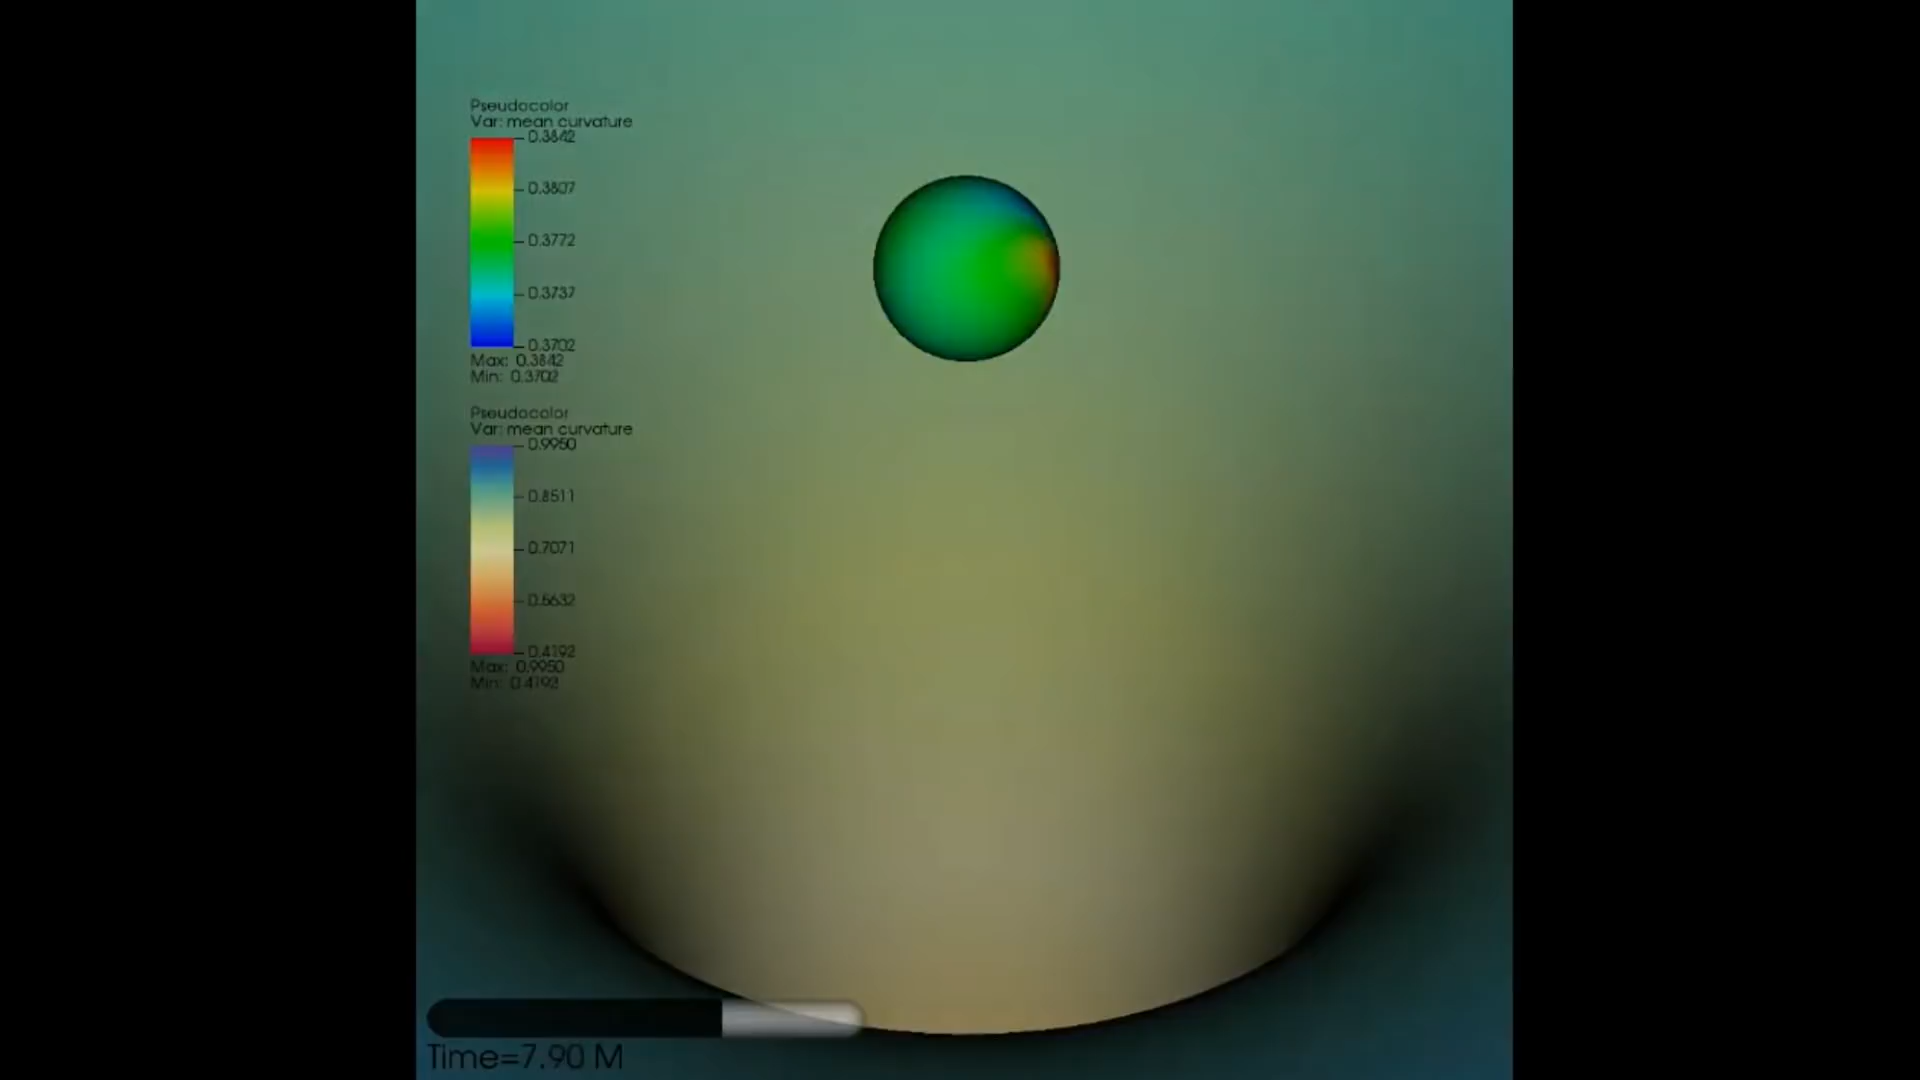 Pseudocolor
Var: mean curvature
0.3842
0.3807
0.3772
0.3737
0.3702
Max: 0.3842
Min: 0.3702
Pseudocolor
Var: mean curvature
0.9950
0.8511
0.7071
0.5632
0.4192
Max: 0.9950
Min: 0.4192
Time=7.90 M